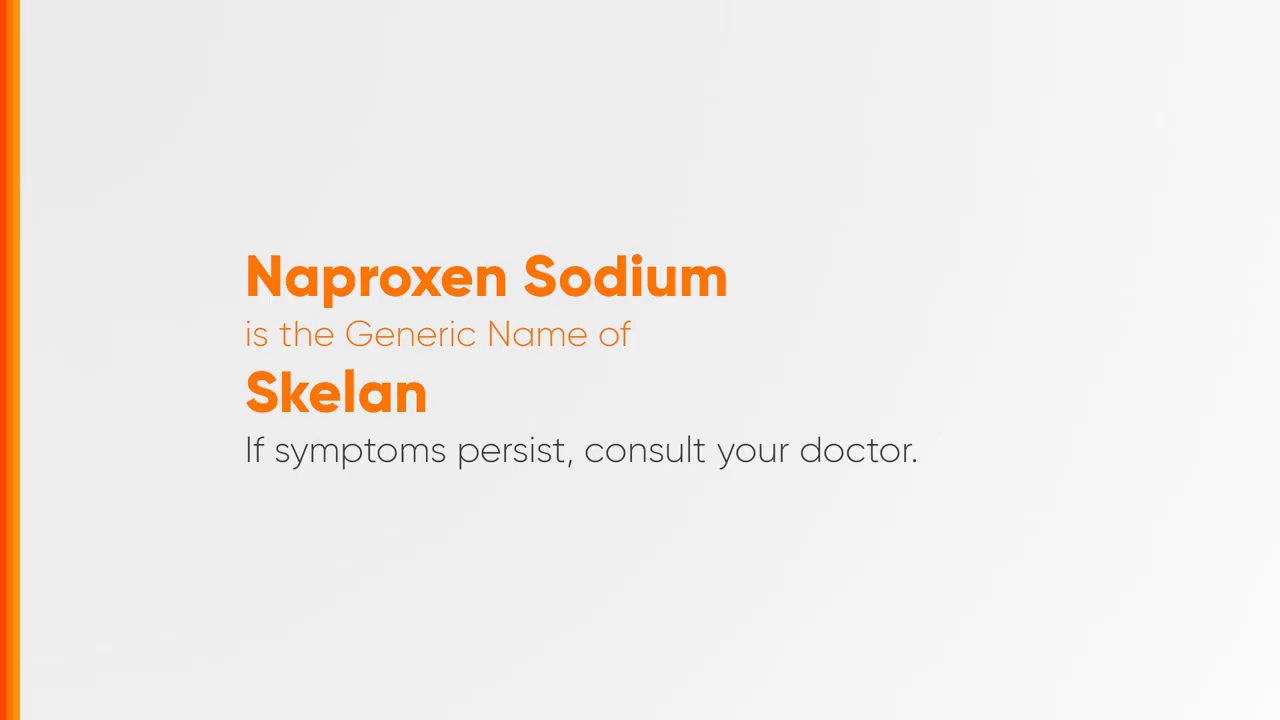 Naproxen Sodium
is the Generic Name of
Skelan
If symptoms persist, consult your doctor.